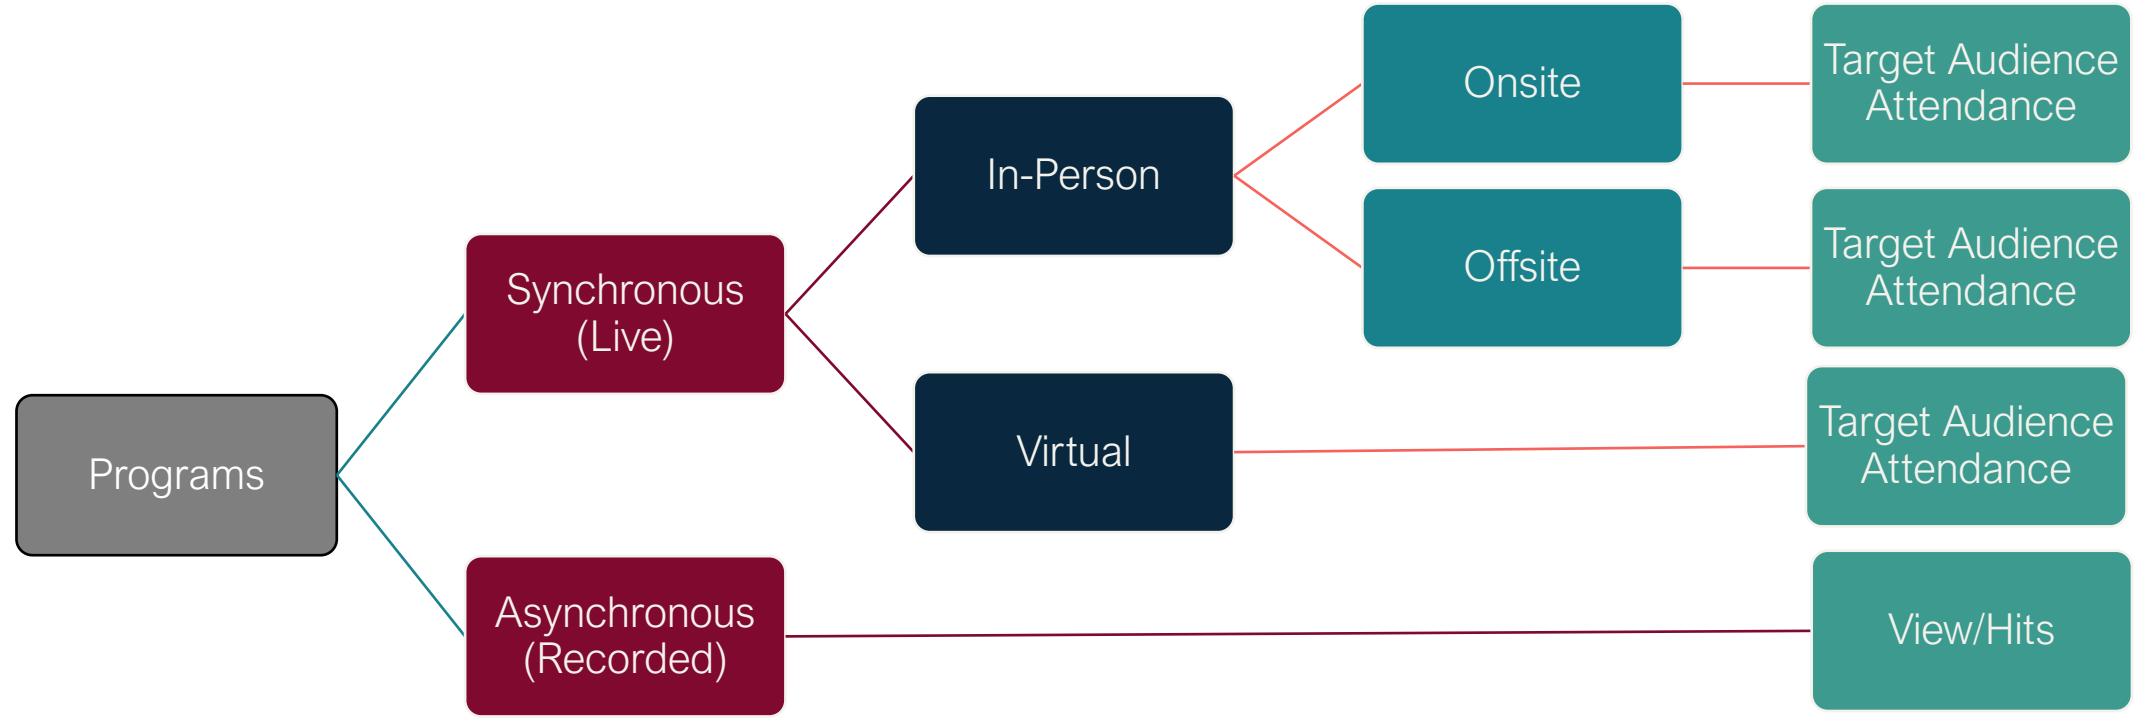 Programs
Synchronous
(Live)
Asynchronous
(Recorded)
In-Person
Virtual
Onsite
Offsite
Target Audience
Attendance
Target Audience
Attendance
Target Audience
Attendance
View/Hits